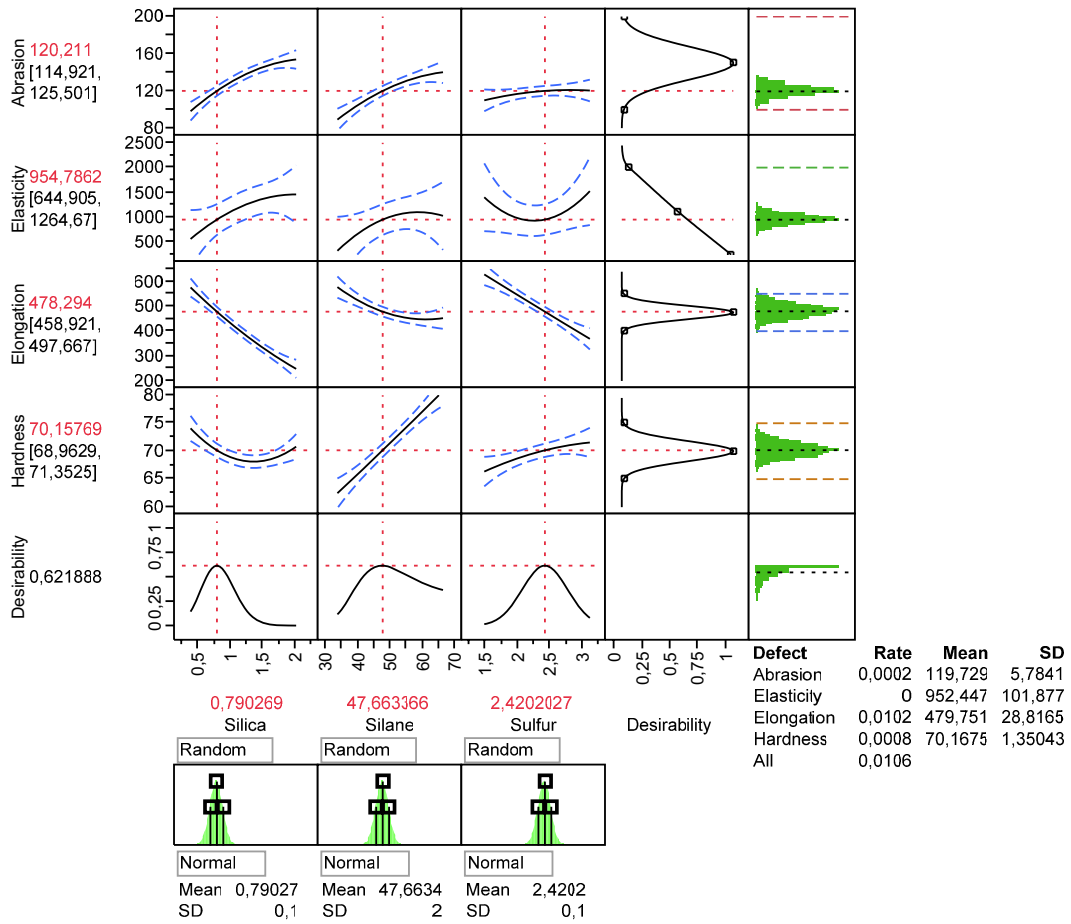 Abrasion
120,211
[114,921,
125,501]
200
160
120
80
Elasticity
954,7862
[644,905,
1264,67]
2500
2000
1500
1000
500
Elongation
478,294
[458,921,
497,667]
600
500
400
300
200
Hardness
70,15769
[68,9629,
71,3525]
80
75
70
65
60
Desirability
0,621888
0 0,25 0,75 1
0,5 1 1,5 2
30 40 50 60 70
1,5 2 2,5 3
0 0,25 0,5 0,75 1
0,790269
Silica
47,663366
Silane
2,4202027
Sulfur
Desirability
Defect Rate Mean SD
Abrasion 0,0002 119,729 5,7841
Elasticity 0 952,447 101,877
Elongation 0,0102 479,751 28,8165
Hardness 0,0008 70,1675 1,35043
All 0,0106
Random Random Random
Normal Normal Normal
Mean 0,79027 Mean 47,6634 Mean 2,4202
SD 0,1 SD 2 SD 0,1